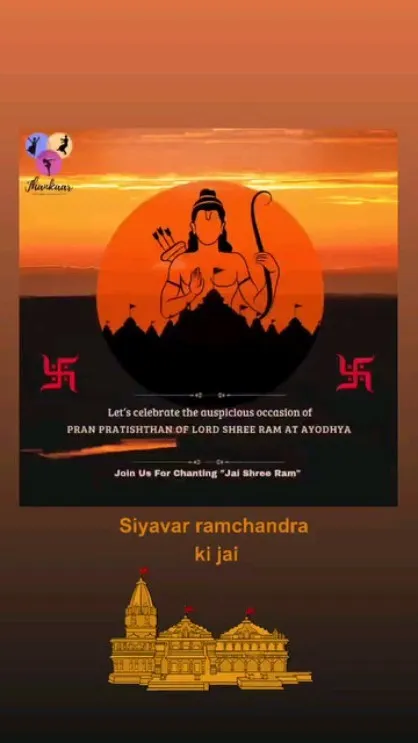 Jhankaar
Let's celebrate the auspicious occasion of
PRAN PRATISHTHAN OF LORD SHREE RAM AT AYODHYA
Join Us For Chanting "Jai Shree Ram"
Siyavar ramchandra
ki jai